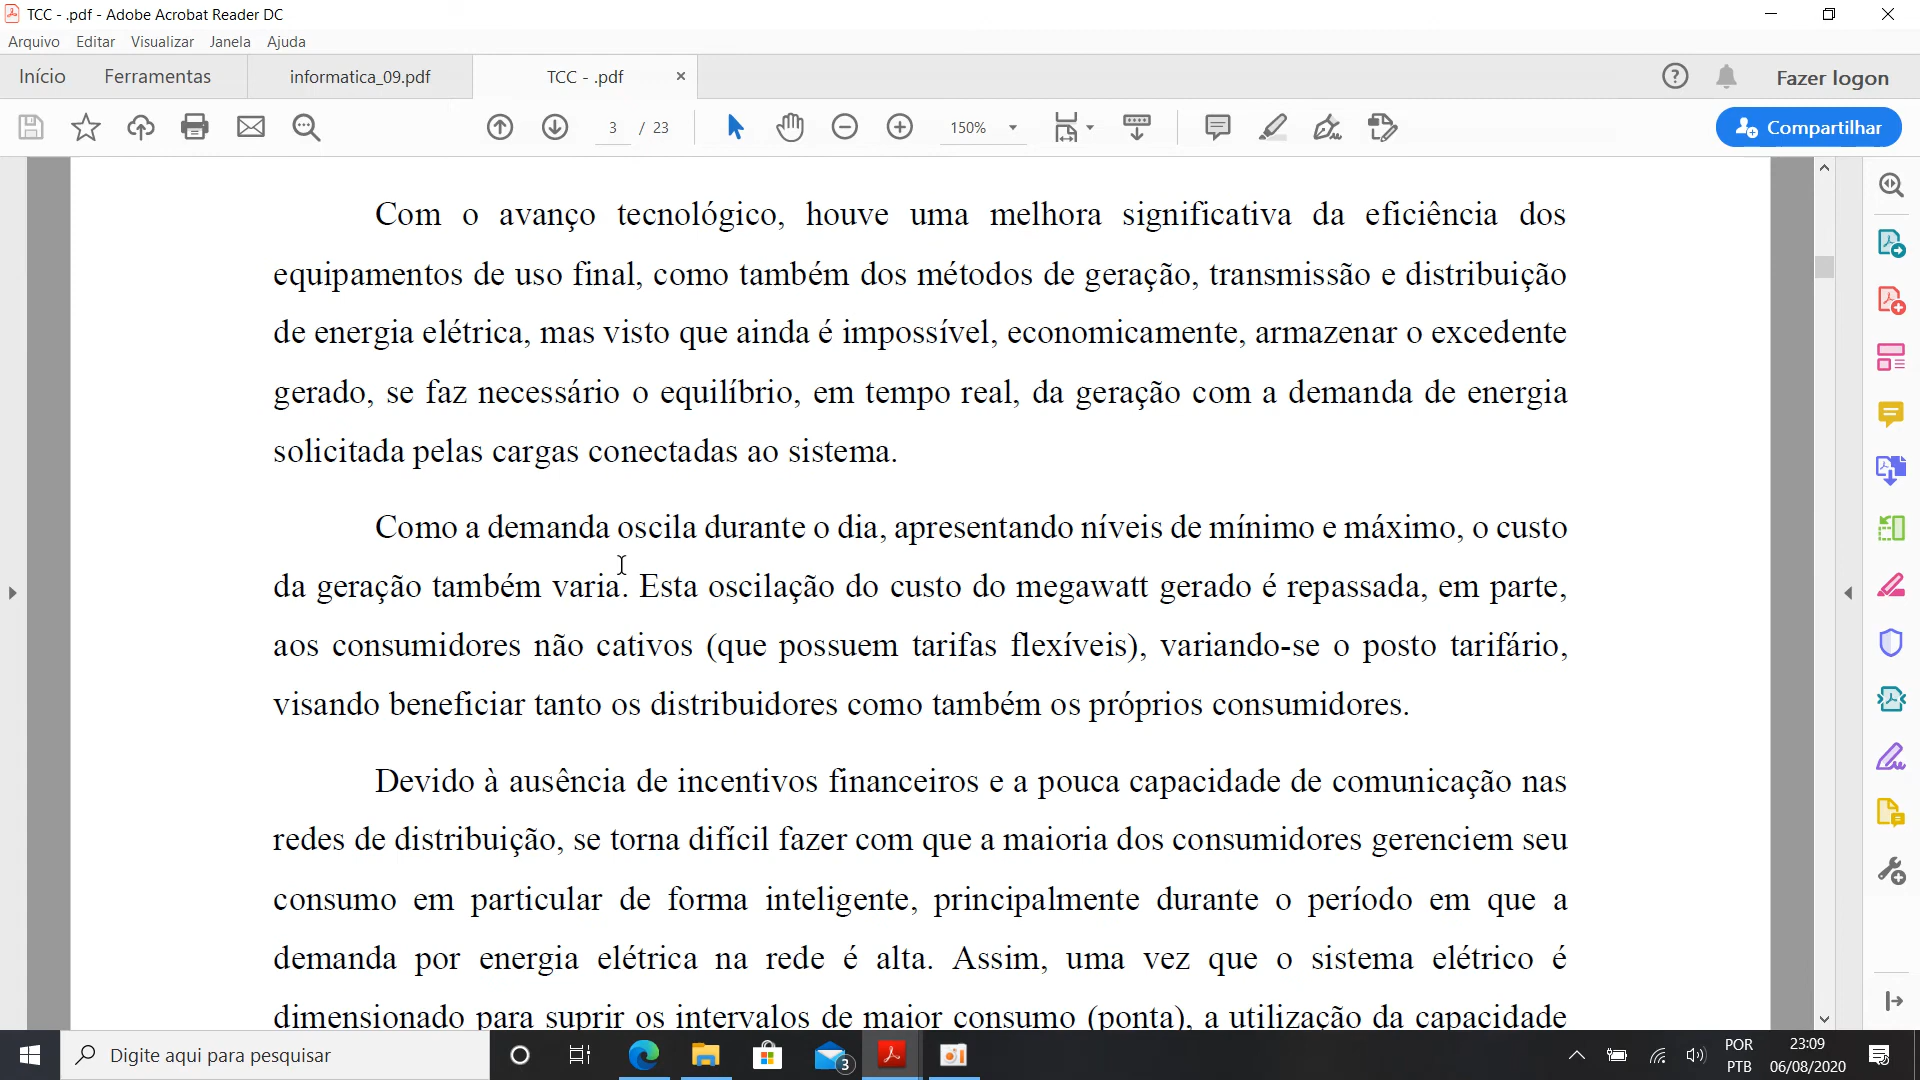 TCC - .pdf - Adobe Acrobat Reader DC
Arquivo Editar Visualizar Janela Ajuda
Início Ferramentas informatica_09.pdf TCC - .pdf Fazer logon
3 / 23 150% Compartilhar
Com o avanço tecnológico, houve uma melhora significativa da eficiência dos
equipamentos de uso final, como também dos métodos de geração, transmissão e distribuição
de energia elétrica, mas visto que ainda é impossível, economicamente, armazenar o excedente
gerado, se faz necessário o equilíbrio, em tempo real, da geração com a demanda de energia
solicitada pelas cargas conectadas ao sistema.
Como a demanda oscila durante o dia, apresentando níveis de mínimo e máximo, o custo
da geração também varia. Esta oscilação do custo do megawatt gerado é repassada, em parte,
aos consumidores não cativos (que possuem tarifas flexíveis), variando-se o posto tarifário,
visando beneficiar tanto os distribuidores como também os próprios consumidores.
Devido à ausência de incentivos financeiros e a pouca capacidade de comunicação nas
redes de distribuição, se torna difícil fazer com que a maioria dos consumidores gerenciem seu
consumo em particular de forma inteligente, principalmente durante o período em que a
demanda por energia elétrica na rede é alta. Assim, uma vez que o sistema elétrico é
dimensionado para suprir os intervalos de maior consumo (ponta), a utilização da capacidade
Digite aqui para pesquisar 3 POR 23:09
PTB 06/08/2020